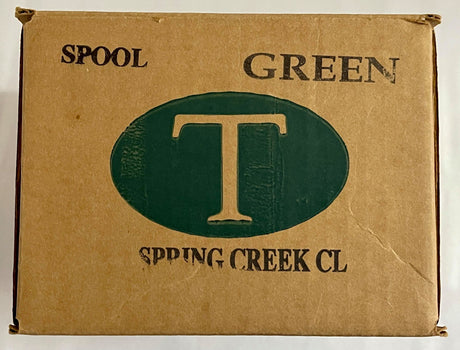 SPOOL GREEN
T
SPRING CREEK CL